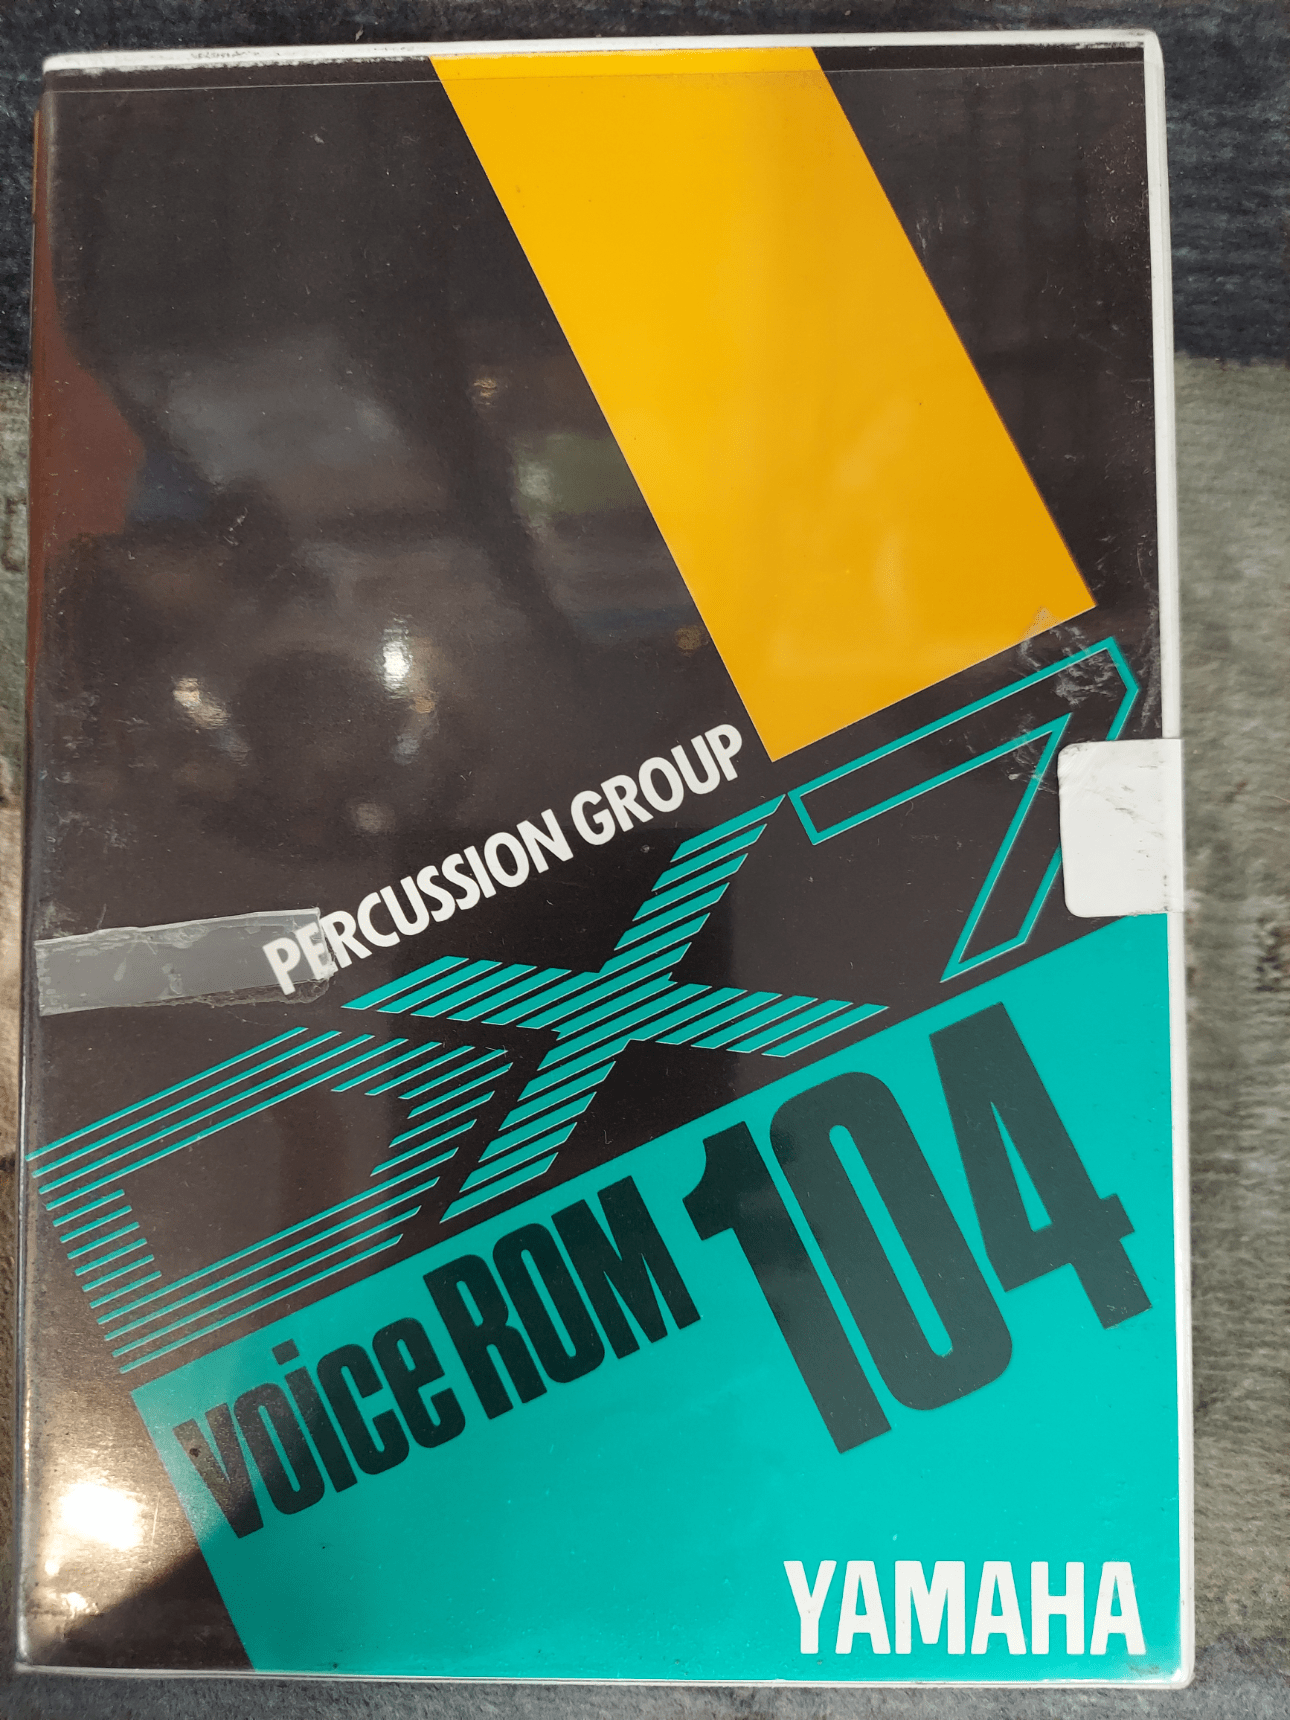 PERCUSSION GROUP
DX7
voice ROM 104
YAMAHA